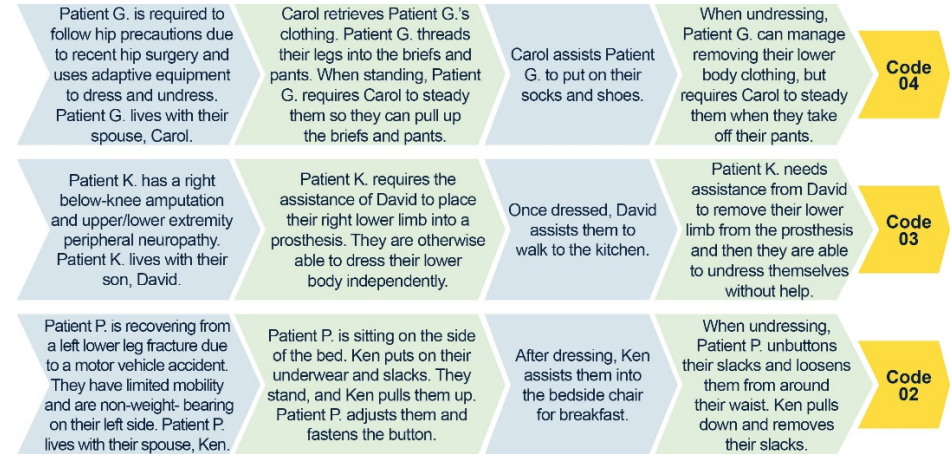 Patient G. is required to
follow hip precautions due
to recent hip surgery and
uses adaptive equipment
to dress and undress.
Patient G. lives with their
spouse, Carol.
Carol retrieves Patient G.'s
clothing. Patient G. threads
their legs into the briefs and
pants. When standing, Patient
G. requires Carol to steady
them so they can pull up
the briefs and pants.
Carol assists Patient
G. to put on their
socks and shoes.
When undressing,
Patient G. can manage
removing their lower
body clothing, but
requires Carol to steady
them when they take
off their pants.
Code
04
Patient K. has a right
below-knee amputation
and upper/lower extremity
peripheral neuropathy.
Patient K. lives with their
son, David.
Patient K. requires the
assistance of David to place
their right lower limb into a
prosthesis. They are otherwise
able to dress their lower
body independently.
Once dressed, David
assists them to
walk to the kitchen.
Patient K. needs
assistance from David
to remove their lower
limb from the prosthesis
and then they are able
to undress themselves
without help.
Code
03
Patient P. is recovering from
a left lower leg fracture due
to a motor vehicle accident.
They have limited mobility
and are non-weight- bearing
on their left side. Patient P.
lives with their spouse, Ken.
Patient P. is sitting on the side
of the bed. Ken puts on their
underwear and slacks. They
stand, and Ken pulls them up.
Patient P. adjusts them and
fastens the button.
After dressing, Ken
assists them into
the bedside chair
for breakfast.
When undressing,
Patient P. unbuttons
their slacks and loosens
them from around
their waist. Ken pulls
down and removes
their slacks.
Code
02